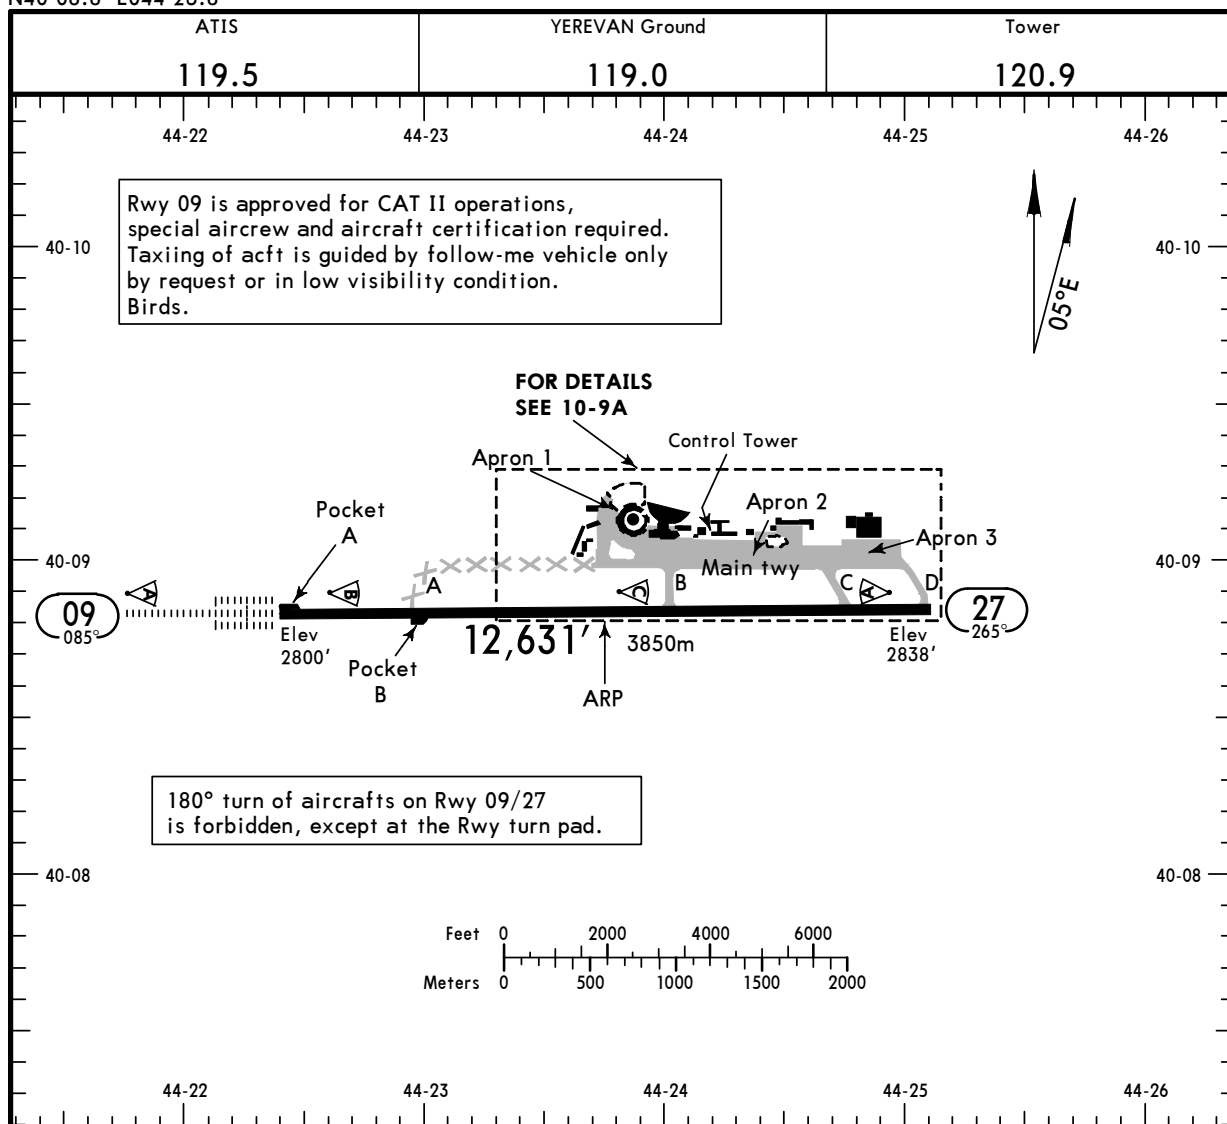 ATIS
YEREVAN Ground
Tower
119.5
119.0
120.9
44-22
44-23
44-24
44-25
44-26
Rwy 09 is approved for CAT II operations,
special aircrew and aircraft certification required.
Taxiing of acft is guided by follow-me vehicle only
by request or in low visibility condition.
Birds.
40-10
40-10
05°E
FOR DETAILS
SEE 10-9A
Control Tower
Apron 1
Apron 2
Pocket
A
Apron 3
40-09
40-09
Main twy
A
B
C
D
A
B
C
A
09
085°
27
265°
Elev
2800'
12,631'
3850m
Elev
2838'
Pocket
B
ARP
180° turn of aircrafts on Rwy 09/27
is forbidden, except at the Rwy turn pad.
40-08
40-08
Feet 0 2000 4000 6000
Meters 0 500 1000 1500 2000
44-22
44-23
44-24
44-25
44-26